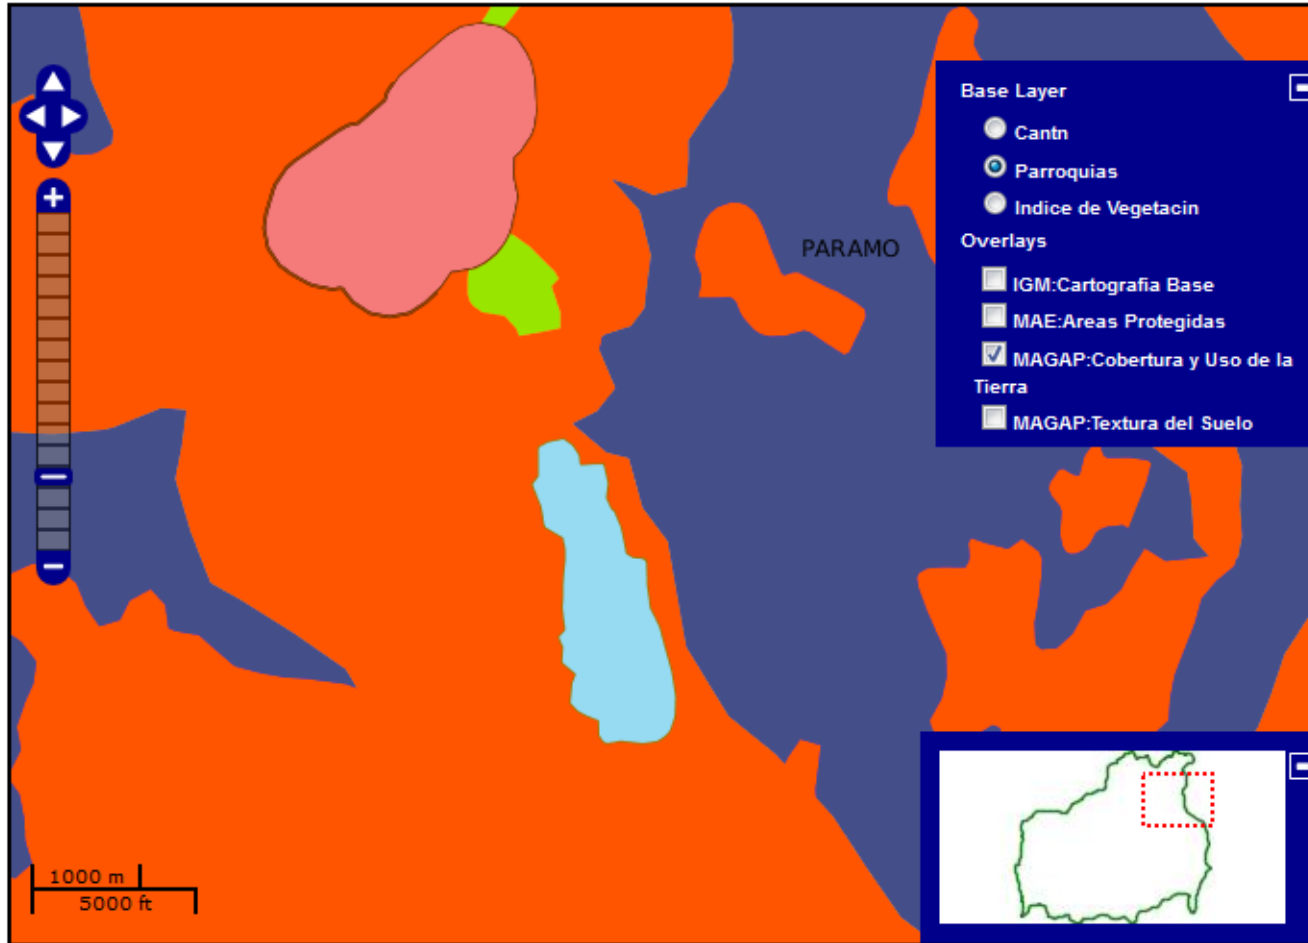 Base Layer
Cantn
Parroquias
Indice de Vegetacin
Overlays
IGM:Cartografia Base
MAE:Areas Protegidas
MAGAP:Cobertura y Uso de la
Tierra
MAGAP:Textura del Suelo
PARAMO
1000 m
5000 ft